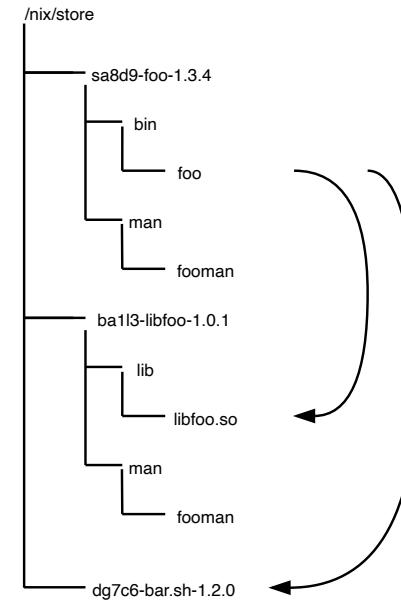 /nix/store
sa8d9-foo-1.3.4
bin
foo
man
fooman
ba1l3-libfoo-1.0.1
lib
libfoo.so
man
fooman
dg7c6-bar.sh-1.2.0